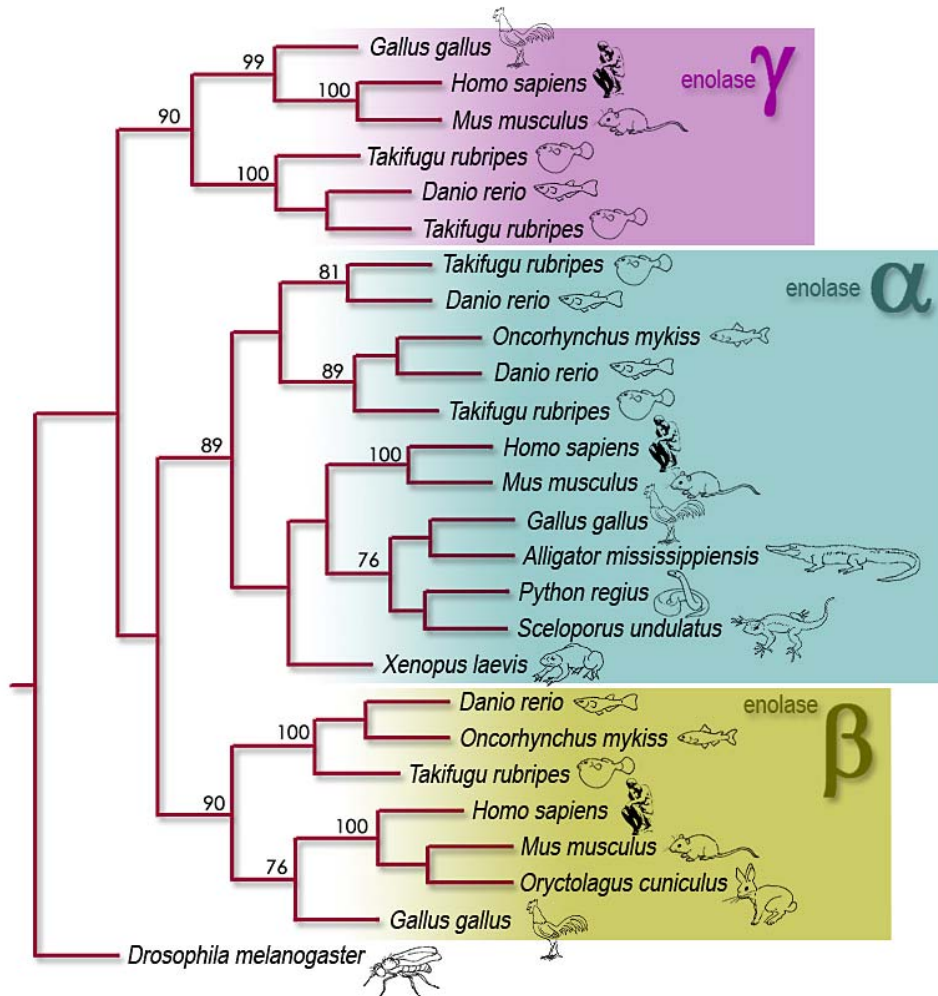 Gallus gallus
99
enolase γ
Homo sapiens
100
Mus musculus
90
Takifugu rubripes
100
Danio rerio
Takifugu rubripes
Takifugu rubripes
81
enolase α
Danio rerio
Oncorhynchus mykiss
89
Danio rerio
Takifugu rubripes
89
Homo sapiens
100
Mus musculus
Gallus gallus
76
Alligator mississippiensis
Python regius
Sceloporus undulatus
Xenopus laevis
Danio rerio
enolase β
100
Oncorhynchus mykiss
Takifugu rubripes
90
Homo sapiens
100
Mus musculus
76
Oryctolagus cuniculus
Gallus gallus
Drosophila melanogaster